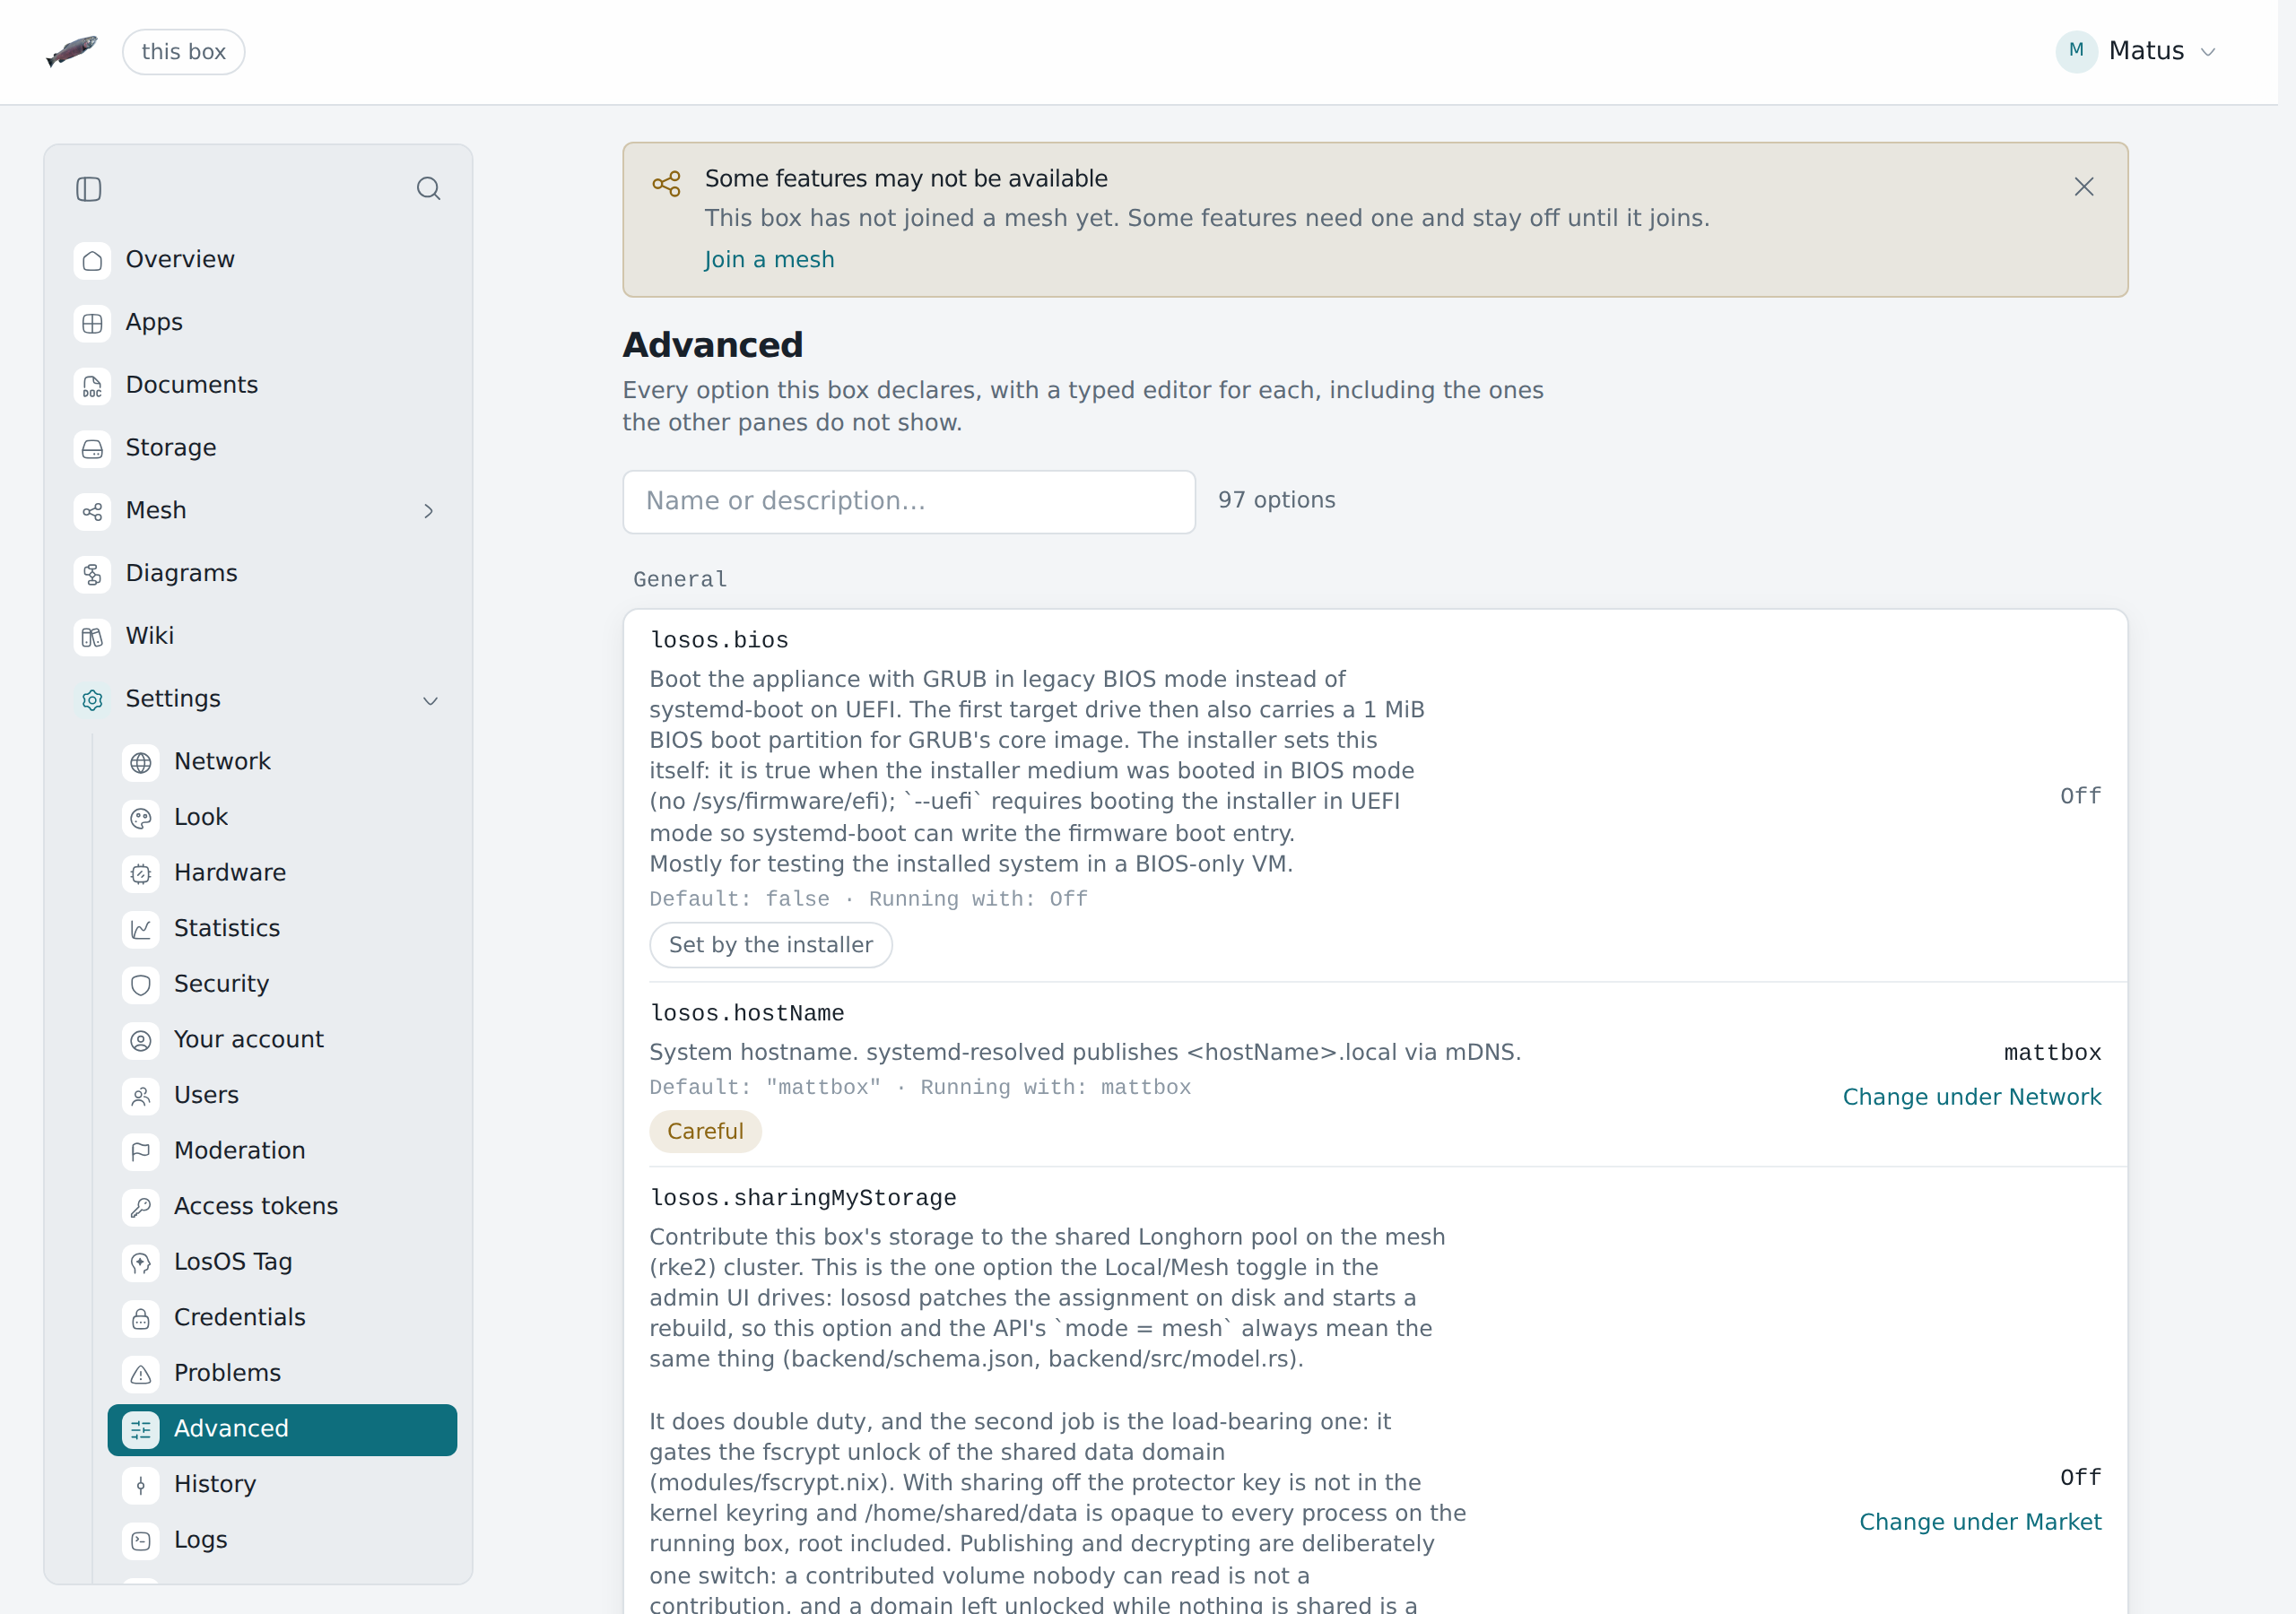 this box
M Matus
Overview
Apps
Documents
Storage
Mesh
Diagrams
Wiki
Settings
Network
Look
Hardware
Statistics
Security
Your account
Users
Moderation
Access tokens
LosOS Tag
Credentials
Problems
Advanced
History
Logs
Some features may not be available
This box has not joined a mesh yet. Some features need one and stay off until it joins.
Join a mesh
Advanced
Every option this box declares, with a typed editor for each, including the ones
the other panes do not show.
Name or description...
97 options
General
losos.bios
Boot the appliance with GRUB in legacy BIOS mode instead of
systemd-boot on UEFI. The first target drive then also carries a 1 MiB
BIOS boot partition for GRUB's core image. The installer sets this
itself: it is true when the installer medium was booted in BIOS mode
(no /sys/firmware/efi); `--uefi` requires booting the installer in UEFI
mode so systemd-boot can write the firmware boot entry.
Mostly for testing the installed system in a BIOS-only VM.
Default: false · Running with: Off
Set by the installer
Off
losos.hostName
System hostname. systemd-resolved publishes <hostName>.local via mDNS.
Default: "mattbox" · Running with: mattbox
Careful
mattbox
Change under Network
losos.sharingMyStorage
Contribute this box's storage to the shared Longhorn pool on the mesh
(rke2) cluster. This is the one option the Local/Mesh toggle in the
admin UI drives: lososd patches the assignment on disk and starts a
rebuild, so this option and the API's `mode = mesh` always mean the
same thing (backend/schema.json, backend/src/model.rs).
It does double duty, and the second job is the load-bearing one: it
gates the fscrypt unlock of the shared data domain
(modules/fscrypt.nix). With sharing off the protector key is not in the
kernel keyring and /home/shared/data is opaque to every process on the
running box, root included. Publishing and decrypting are deliberately
one switch: a contributed volume nobody can read is not a
contribution, and a domain left unlocked while nothing is shared is a
Off
Change under Market